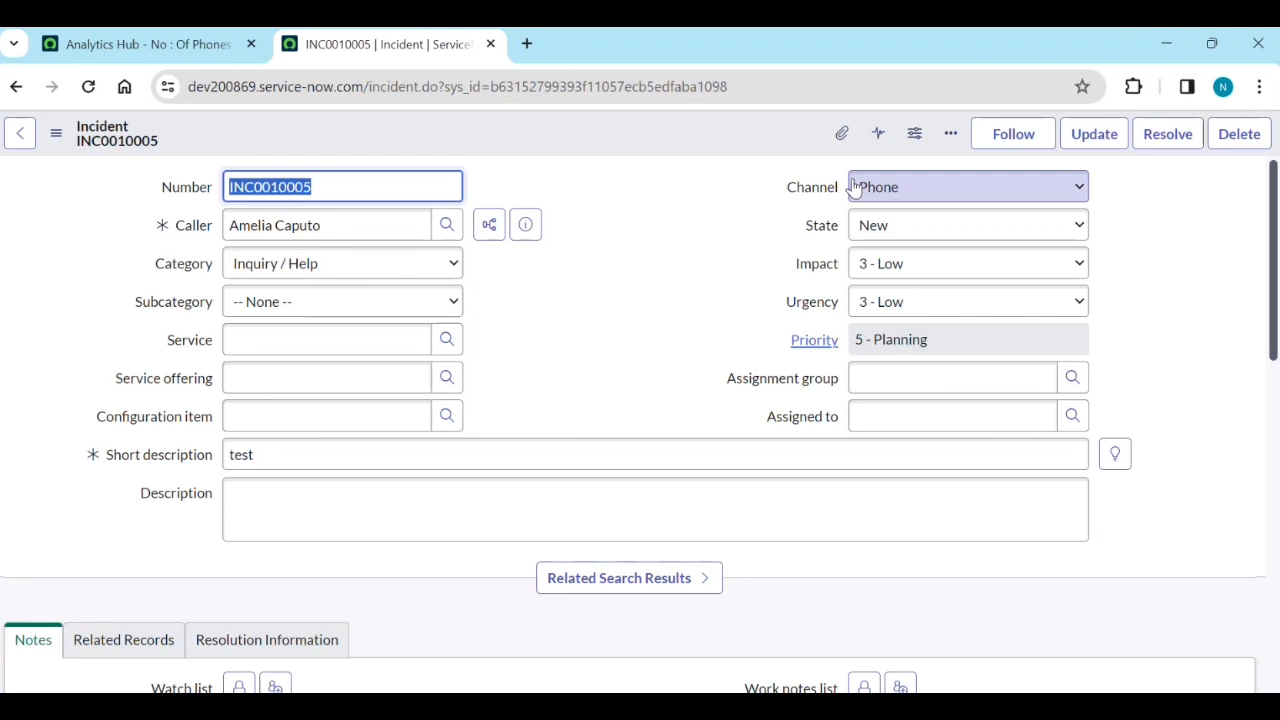 Analytics Hub - No : Of Phones
INC0010005 | Incident | Service
dev200869.service-now.com/incident.do?sys_id=b63152799393f11057ecb5edfaba1098
N
Incident
INC0010005
Follow
Update
Resolve
Delete
Number INC0010005
Channel Phone
* Caller Amelia Caputo
State New
Category Inquiry / Help
Impact 3 - Low
Subcategory -- None --
Urgency 3 - Low
Service
Priority 5 - Planning
Service offering
Assignment group
Configuration item
Assigned to
* Short description test
Description
Related Search Results
Notes
Related Records
Resolution Information
Watch list
Work notes list